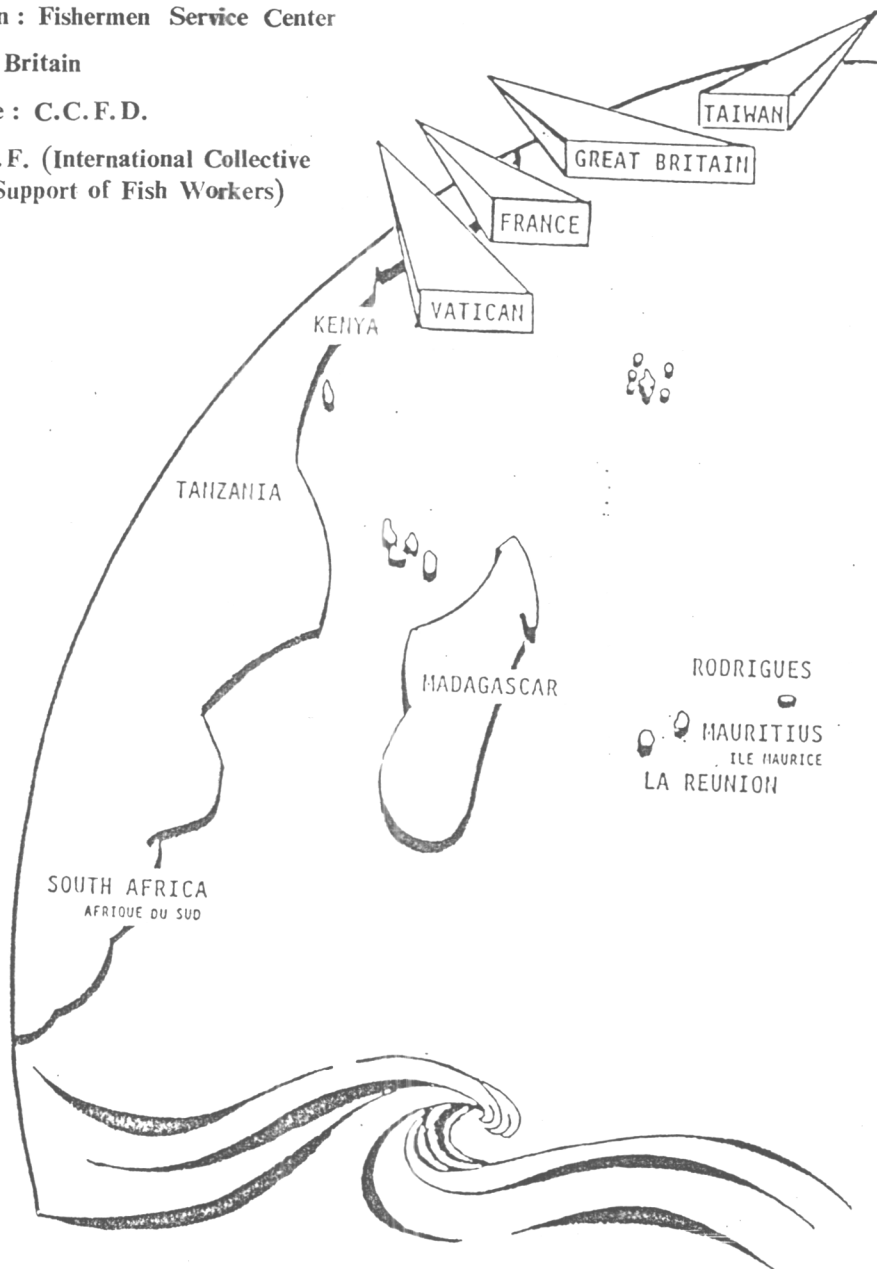 n : Fishermen Service Center
Britain
e : C.C.F.D.
.F. (International Collective
Support of Fish Workers)
TAIWAN
GREAT BRITAIN
FRANCE
VATICAN
KENYA
TANZANIA
MADAGASCAR
RODRIGUES
MAURITIUS
ILE MAURICE
LA REUNION
SOUTH AFRICA
AFRIQUE DU SUD